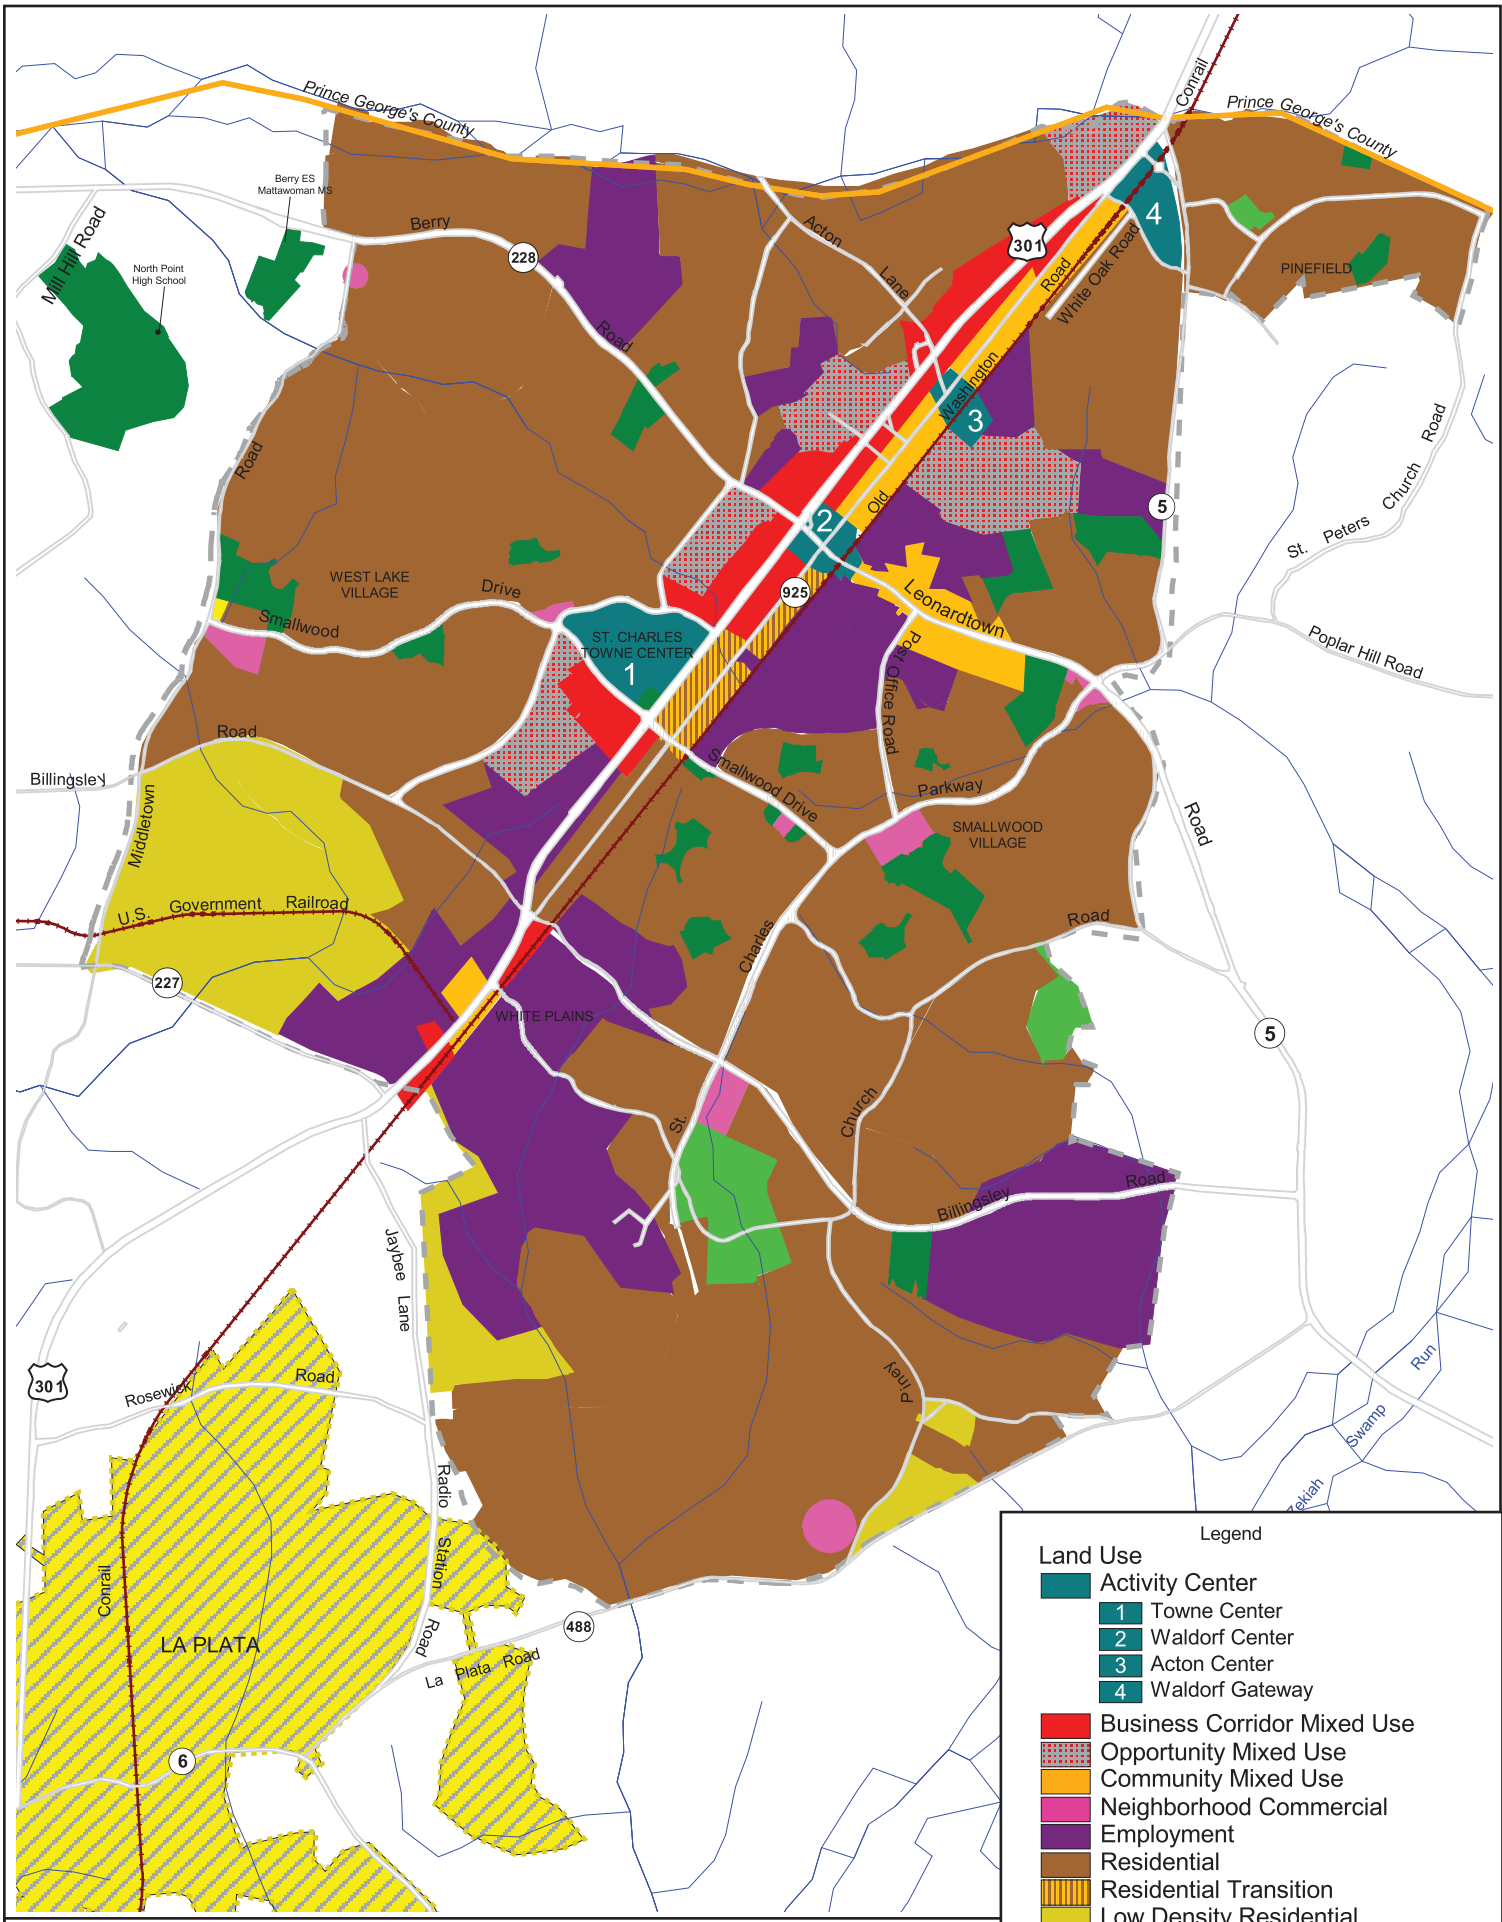 Conrail
Prince George's County
Prince George's County
Berry ES
Mattawoman MS
Mill Hill Road
North Point
High School
Berry
228
Road
Acton
Lane
301
Road
White Oak Road
4
PINEFIELD
Washington
3
Old
2
5
St. Peters Church Road
Road
WEST LAKE
VILLAGE
Drive
Smallwood
925
Leonardtown
ST. CHARLES
TOWNE CENTER
1
Post Office Road
Poplar Hill Road
Road
Billingsley
Middletown
Smallwood Drive
Parkway
SMALLWOOD
VILLAGE
Road
U.S. Government Railroad
227
Charles
Road
WHITE PLAINS
5
St.
Church
Billingsley Road
Jaybee Lane
301
Rosewick Road
Piney
Run
Swamp
Zekiah
Radio Station Road
Conrail
LA PLATA
La Plata Road
488
6
Legend
Land Use
Activity Center
1 Towne Center
2 Waldorf Center
3 Acton Center
4 Waldorf Gateway
Business Corridor Mixed Use
Opportunity Mixed Use
Community Mixed Use
Neighborhood Commercial
Employment
Residential
Residential Transition
Low Density Residential